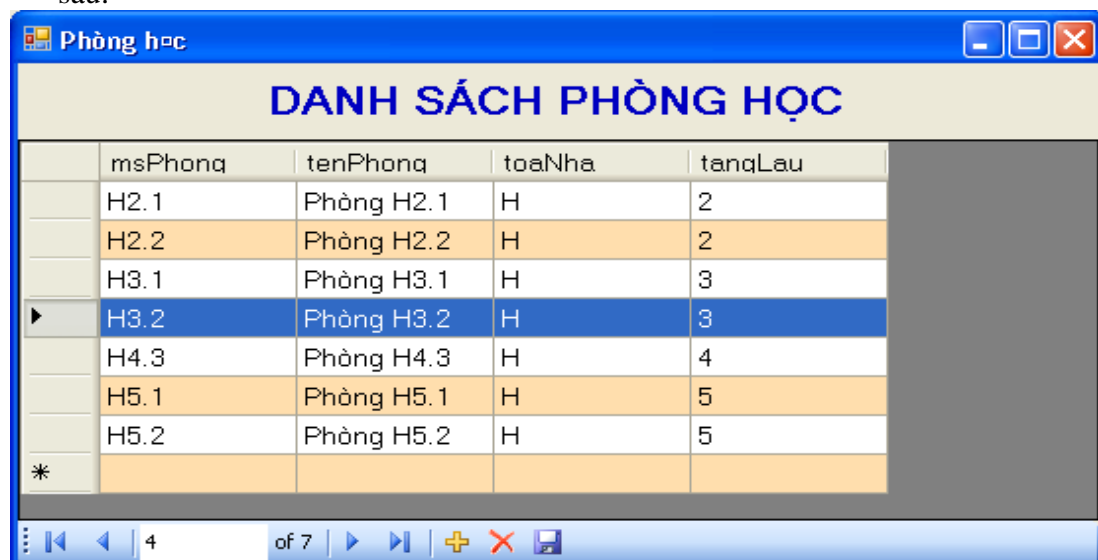 sau:
Phòng h¤c
DANH SÁCH PHÒNG HỌC
msPhong tenPhong toaNha tangLau
H2.1 Phòng H2.1 H 2
H2.2 Phòng H2.2 H 2
H3.1 Phòng H3.1 H 3
H3.2 Phòng H3.2 H 3
H4.3 Phòng H4.3 H 4
H5.1 Phòng H5.1 H 5
H5.2 Phòng H5.2 H 5
4 of 7